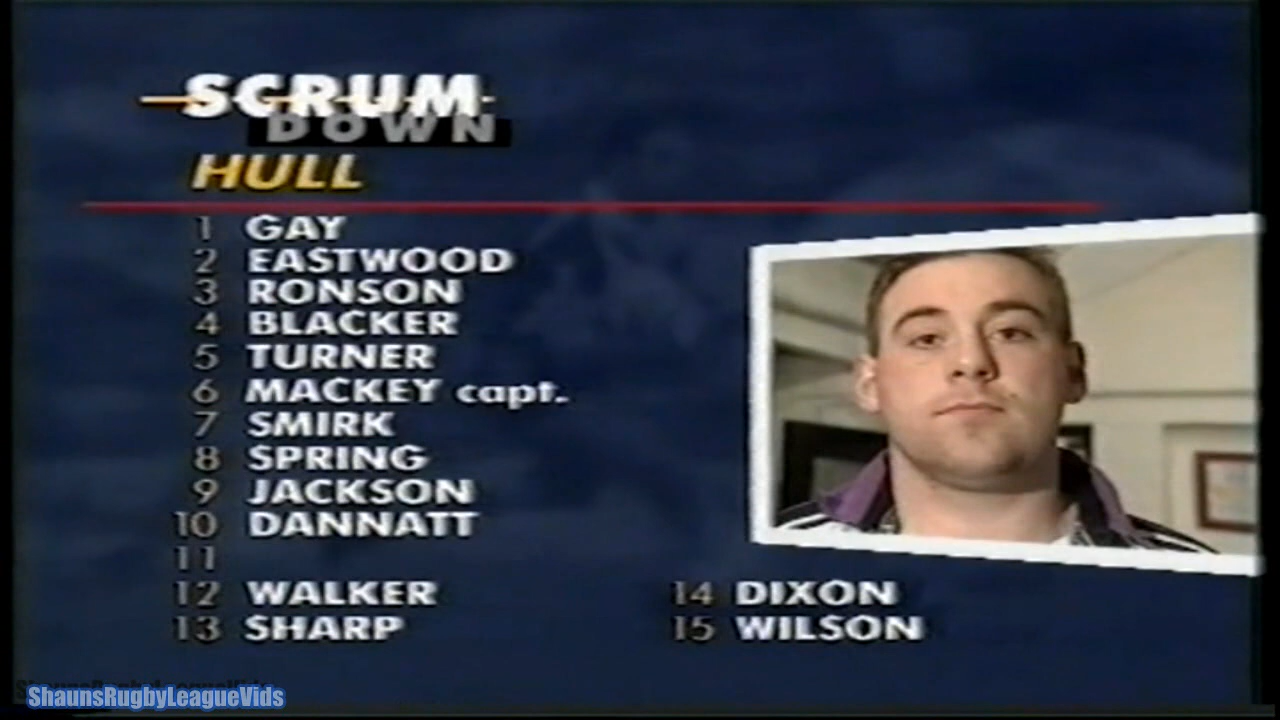 SCRUM
DOWN
HULL
1 GAY
2 EASTWOOD
3 RONSON
4 BLACKER
5 TURNER
6 MACKEY capt.
7 SMIRK
8 SPRING
9 JACKSON
10 DANNATT
11
12 WALKER
13 SHARP
14 DIXON
15 WILSON
ShaunsRugbyLeagueVids